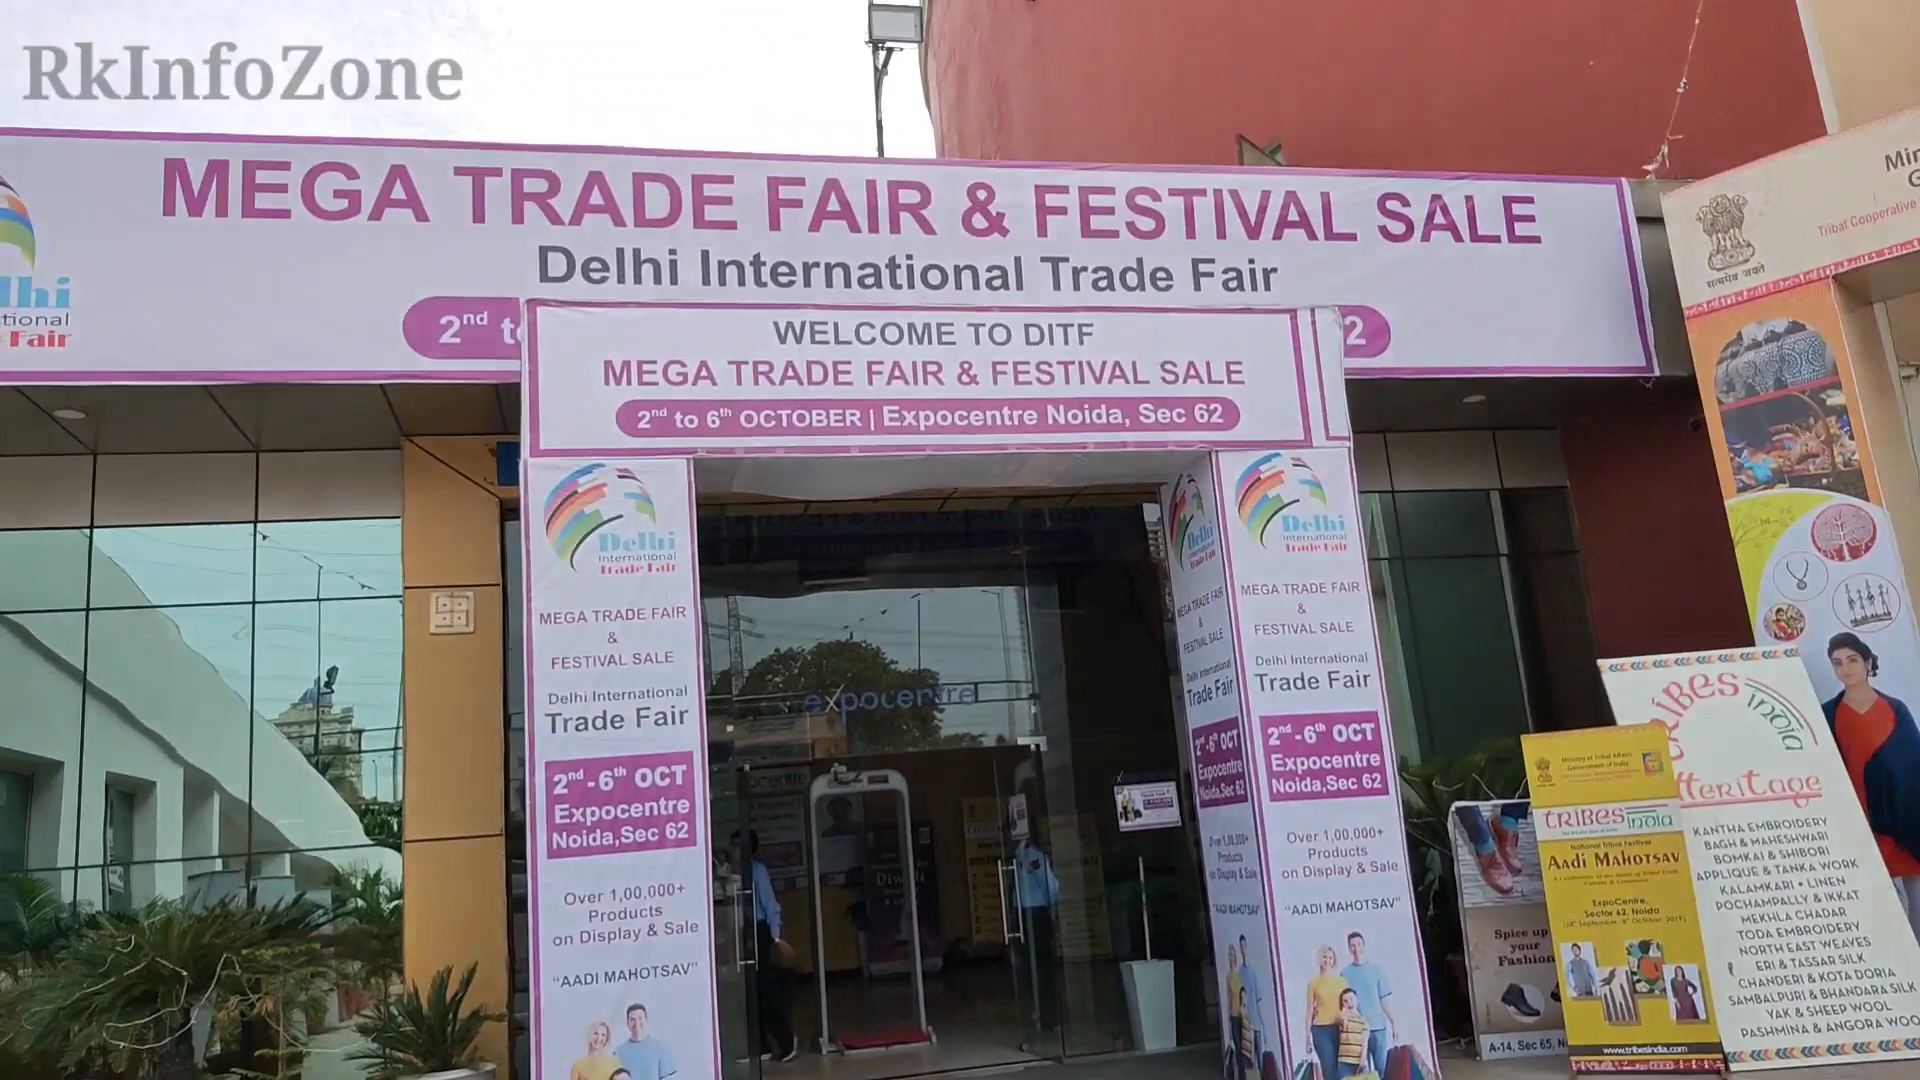 RkInfoZone
MEGA TRADE FAIR & FESTIVAL SALE
Delhi International Trade Fair
2nd
2
lhi
tional
Fair
WELCOME TO DITF
MEGA TRADE FAIR & FESTIVAL SALE
2nd to 6th OCTOBER | Expocentre Noida, Sec 62
Delhi
International
Trade Fair
MEGA TRADE FAIR
&
FESTIVAL SALE
Delhi International
Trade Fair
2nd -6th OCT
Expocentre
Noida,Sec 62
Over 1,00,000+
Products
on Display & Sale
“AADI MAHOTSAV”
expocentre
Delhi
International
Trade Fair
MEGA TRADE FAIR
&
FESTIVAL SALE
Delhi International
Trade Fair
2nd -6th OCT
Expocentre
Noida,Sec 62
Over 1,00,000+
Products
on Display & Sale
"AADI MAHOTSAV"
Delhi
International
Trade Fair
MEGA TRADE FAIR
&
FESTIVAL SALE
Delhi International
Trade Fair
2nd -6th OCT
Expocentre
Noida,Sec 62
Over 1,00,000+
Products
on Display & Sale
“AADI MAHOTSAV”
सत्यमेव जयते
Tribal Cooperative
Spice up
your
Fashion
A-14, Sec 65, N
Ministry of Tribal Affairs
Government of India
TRIBES India
National Tribal Festival
AADI MAHOTSAV
ExpoCentre,
Sector 62, Noida
www.tribesindia.com
TRIBES INDIA
HERITAGE
KANTHA EMBROIDERY
BAGH & MAHESHWARI
BOMKAI & SHIBORI
APPLIQUE & TANKA WORK
KALAMKARI • LINEN
POCHAMPALLY & IKKAT
MEKHLA CHADAR
TODA EMBROIDERY
NORTH EAST WEAVES
ERI & TASSAR SILK
CHANDERI & KOTA DORIA
SAMBALPURI & BHANDARA SILK
YAK & SHEEP WOOL
PASHMINA & ANGORA WOO